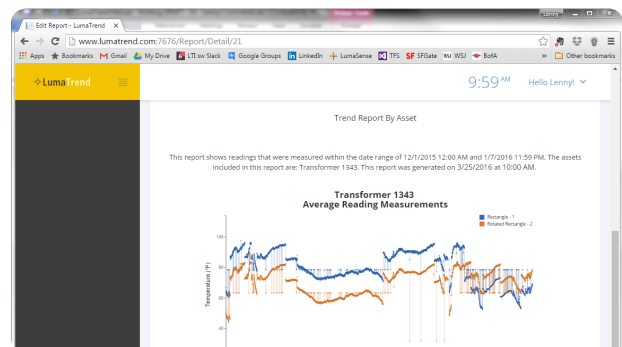 Edit Report - LumaTrend
Lenny
www.lumatrend.com:7676/Report/Detail/21
Apps Bookmarks Gmail My Drive LTI sw Slack Google Groups LinkedIn LumaSense TFS SF SFGate WSJ BofA » Other bookmarks
LumaTrend
9:59 AM Hello Lenny!
Trend Report By Asset
This report shows readings that were measured within the date range of 12/1/2015 12:00 AM and 1/7/2016 11:59 PM. The assets
included in this report are: Transformer 1343. This report was generated on 3/25/2016 at 10:00 AM.
Transformer 1343
Average Reading Measurements
Rectangle - 1
Rotated Rectangle - 2
Temperature (°F)
100
80
60
40